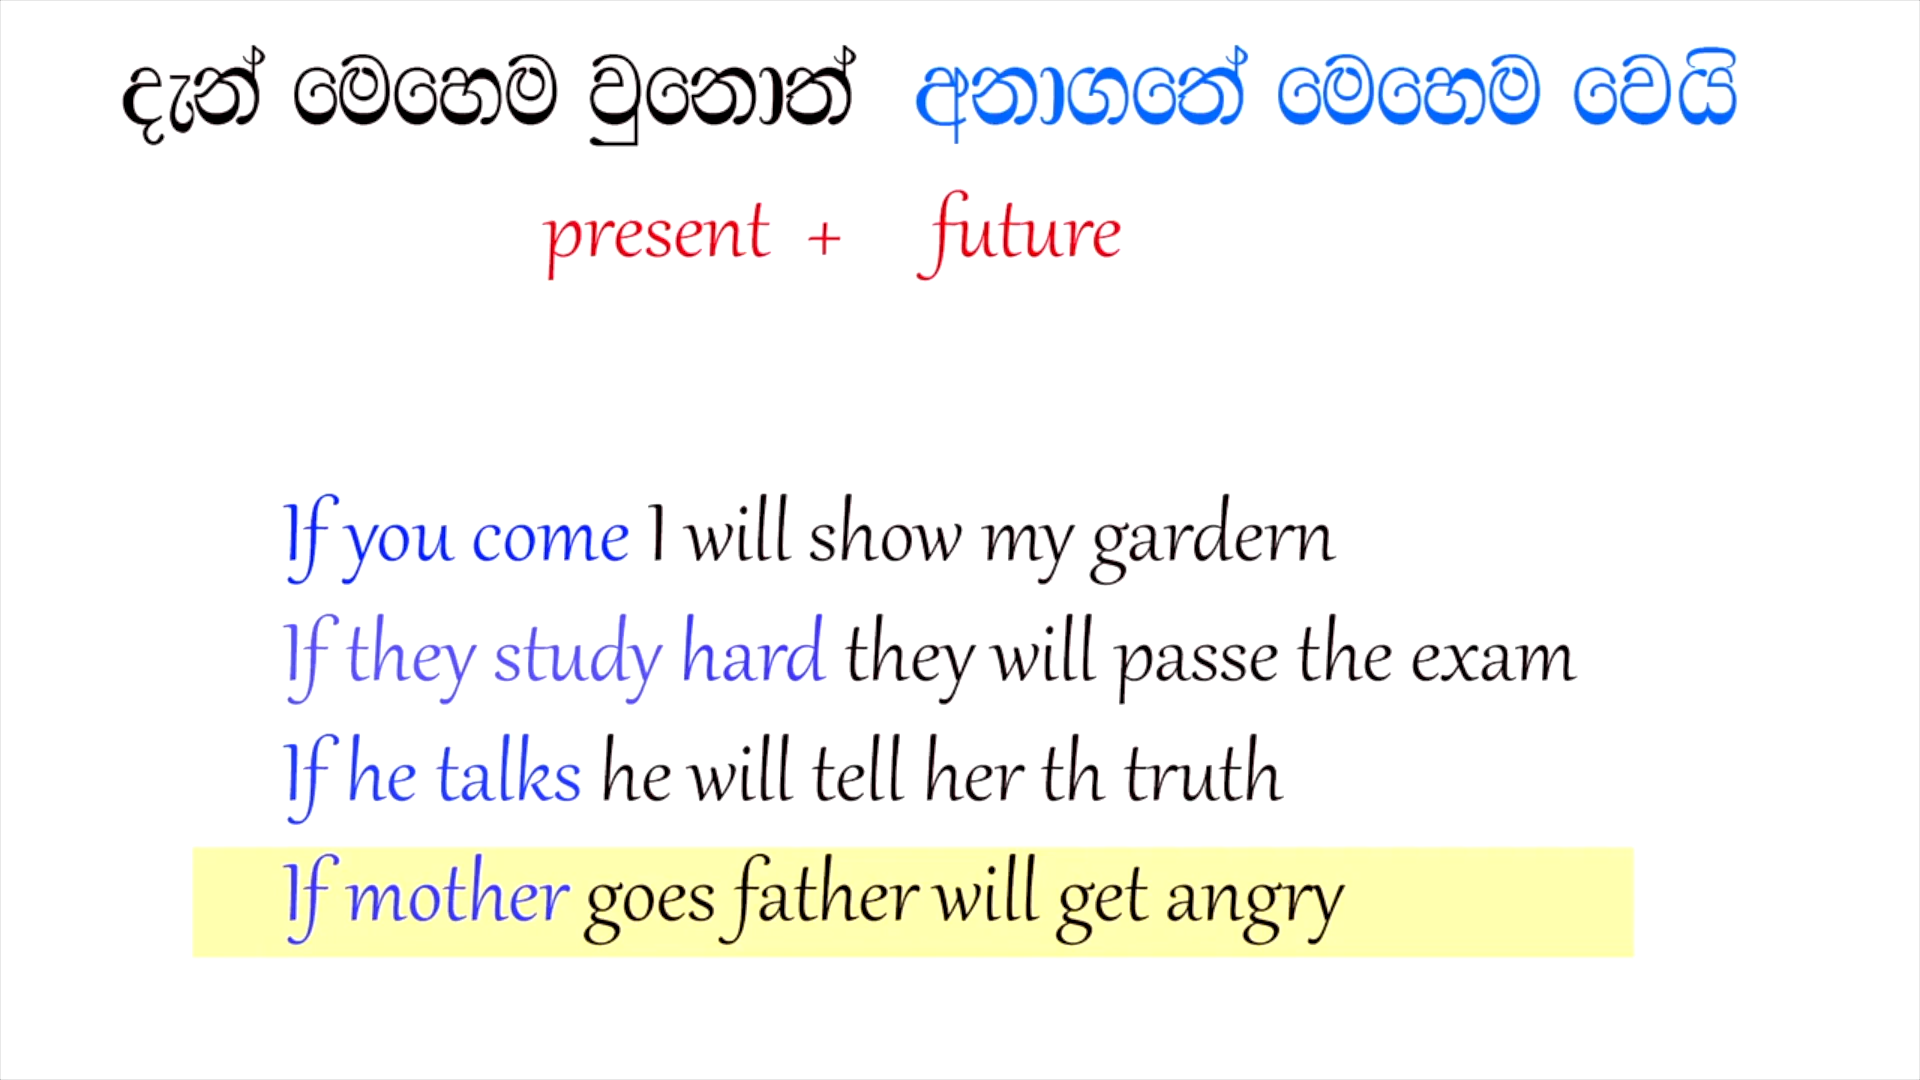 දැන් මෙහෙම වුනොත් අනාගතේ මෙහෙම වෙයි
present + future
If you come I will show my gardern
If they study hard they will passe the exam
If he talks he will tell her th truth
If mother goes father will get angry